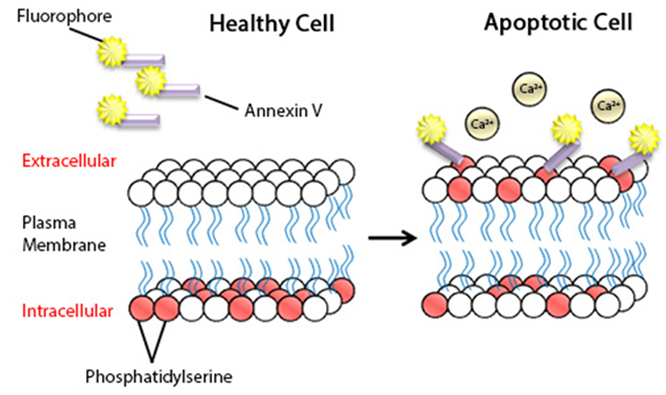 Fluorophore
Healthy Cell
Apoptotic Cell
Annexin V
Ca²⁺
Ca²⁺
Ca²⁺
Extracellular
Plasma
Membrane
Intracellular
Phosphatidylserine